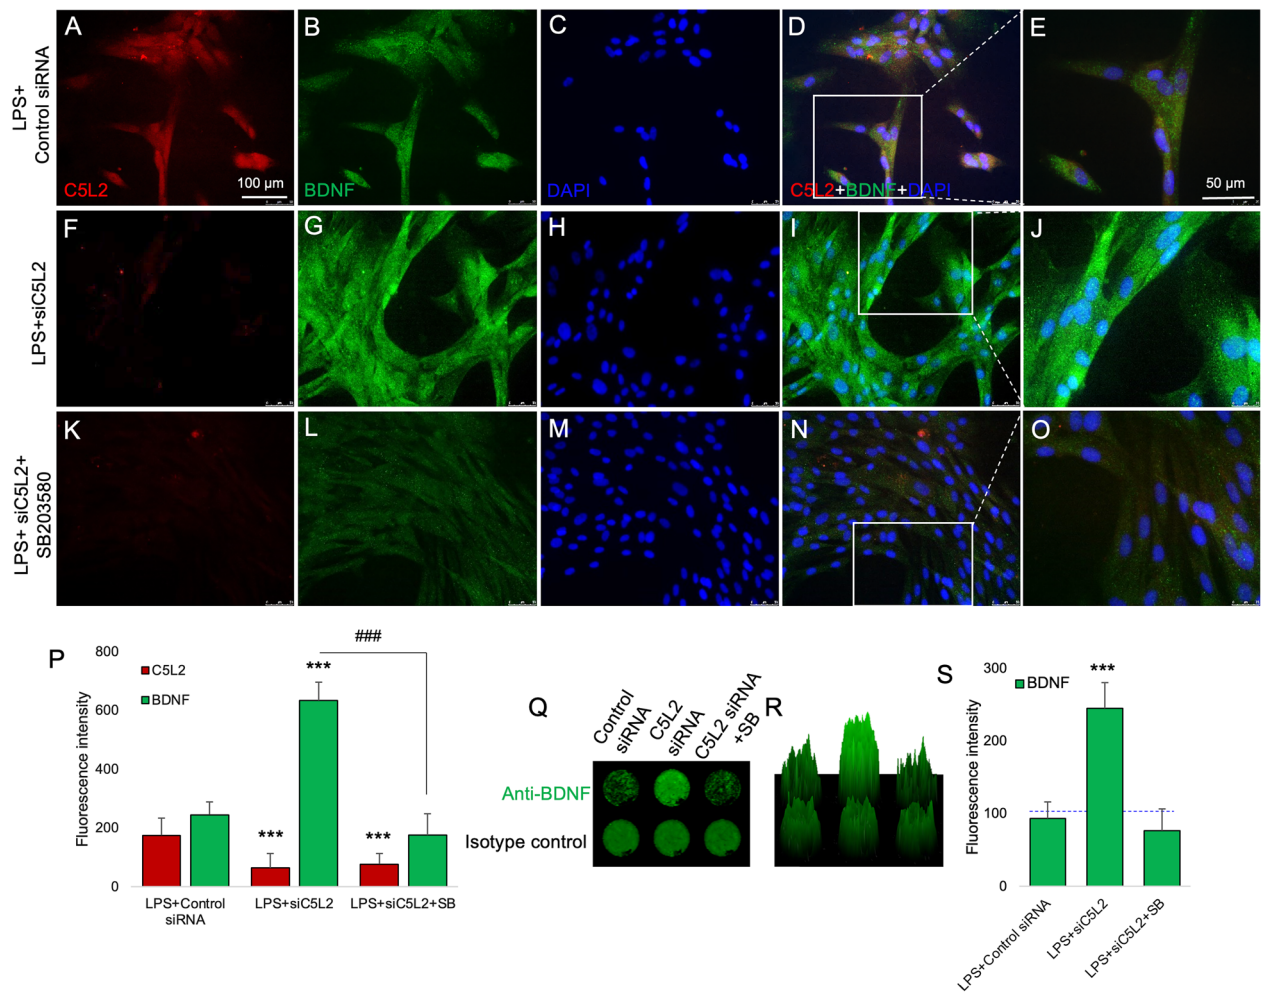 LPS+
Control siRNA
A
C5L2
100 µm
B
BDNF
C
DAPI
D
C5L2+BDNF+DAPI
E
50 µm
LPS+siC5L2
F
G
H
I
J
LPS+ siC5L2+
SB203580
K
L
M
N
O
P
800
600
400
200
0
Fluorescence intensity
C5L2
BDNF
***
***
***
###
LPS+Control
siRNA
LPS+siC5L2
LPS+siC5L2+SB
Q
Control
siRNA
C5L2
siRNA
C5L2 siRNA
+SB
Anti-BDNF
Isotype control
R
S
300
200
100
0
Fluorescence intensity
BDNF
***
LPS+Control siRNA
LPS+siC5L2
LPS+siC5L2+SB